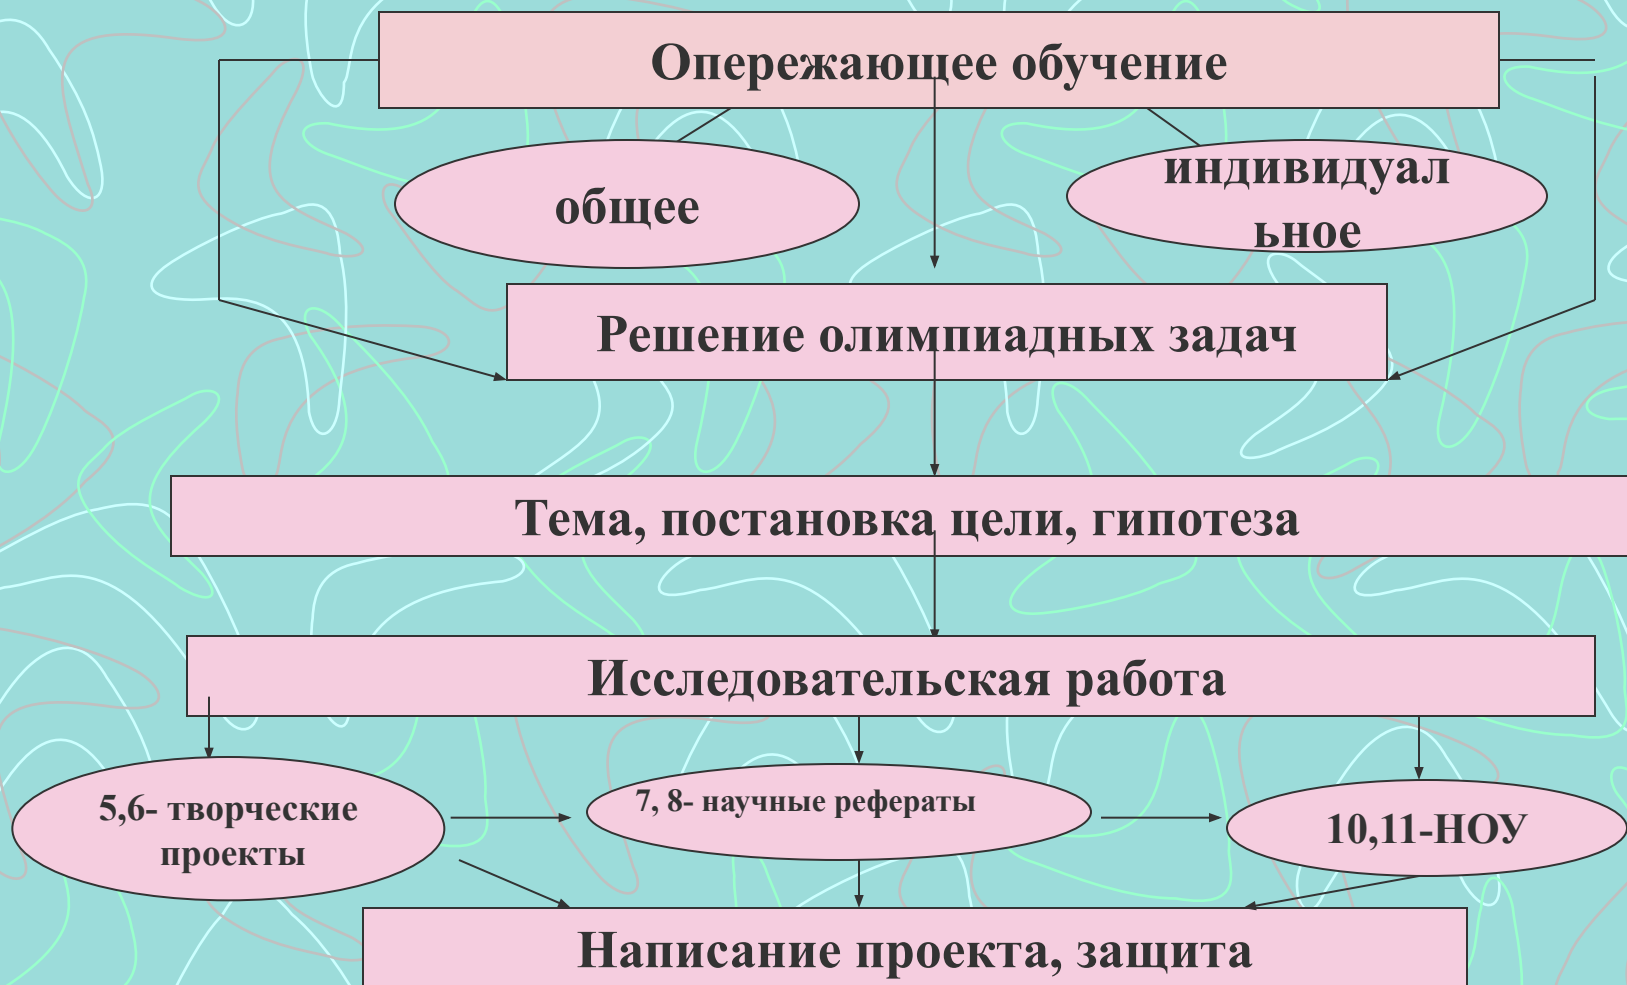 Опережающее обучение
общее
индивидуал
ьное
Решение олимпиадных задач
Тема, постановка цели, гипотеза
Исследовательская работа
5,6- творческие
проекты
7, 8- научные рефераты
10,11-НОУ
Написание проекта, защита